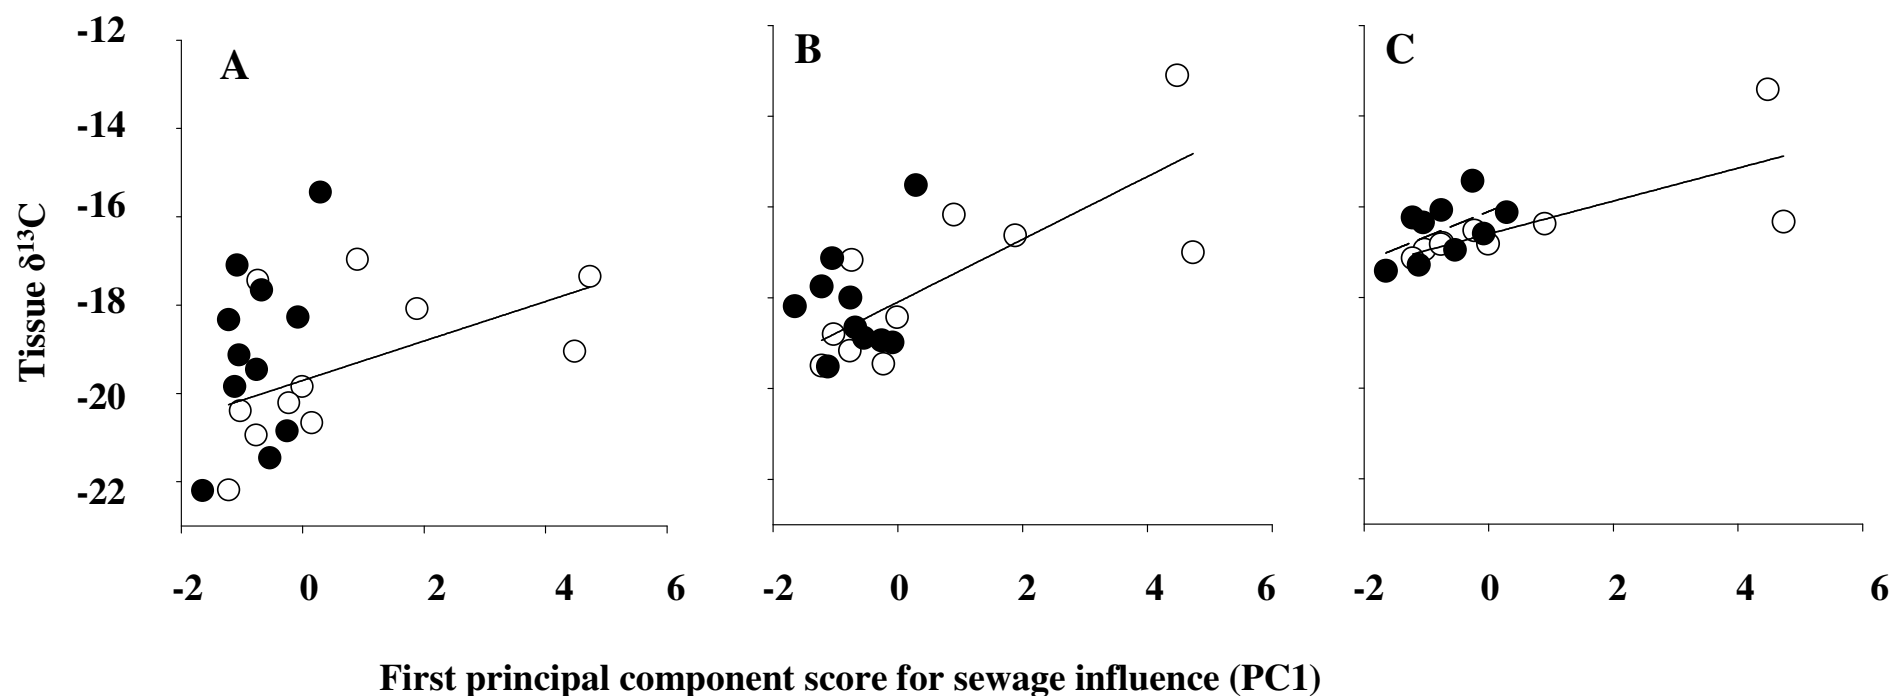 Tissue δ¹³C
-12
-14
-16
-18
-20
-22
A
B
C
-2 0 2 4 6
-2 0 2 4 6
-2 0 2 4 6
First principal component score for sewage influence (PC1)